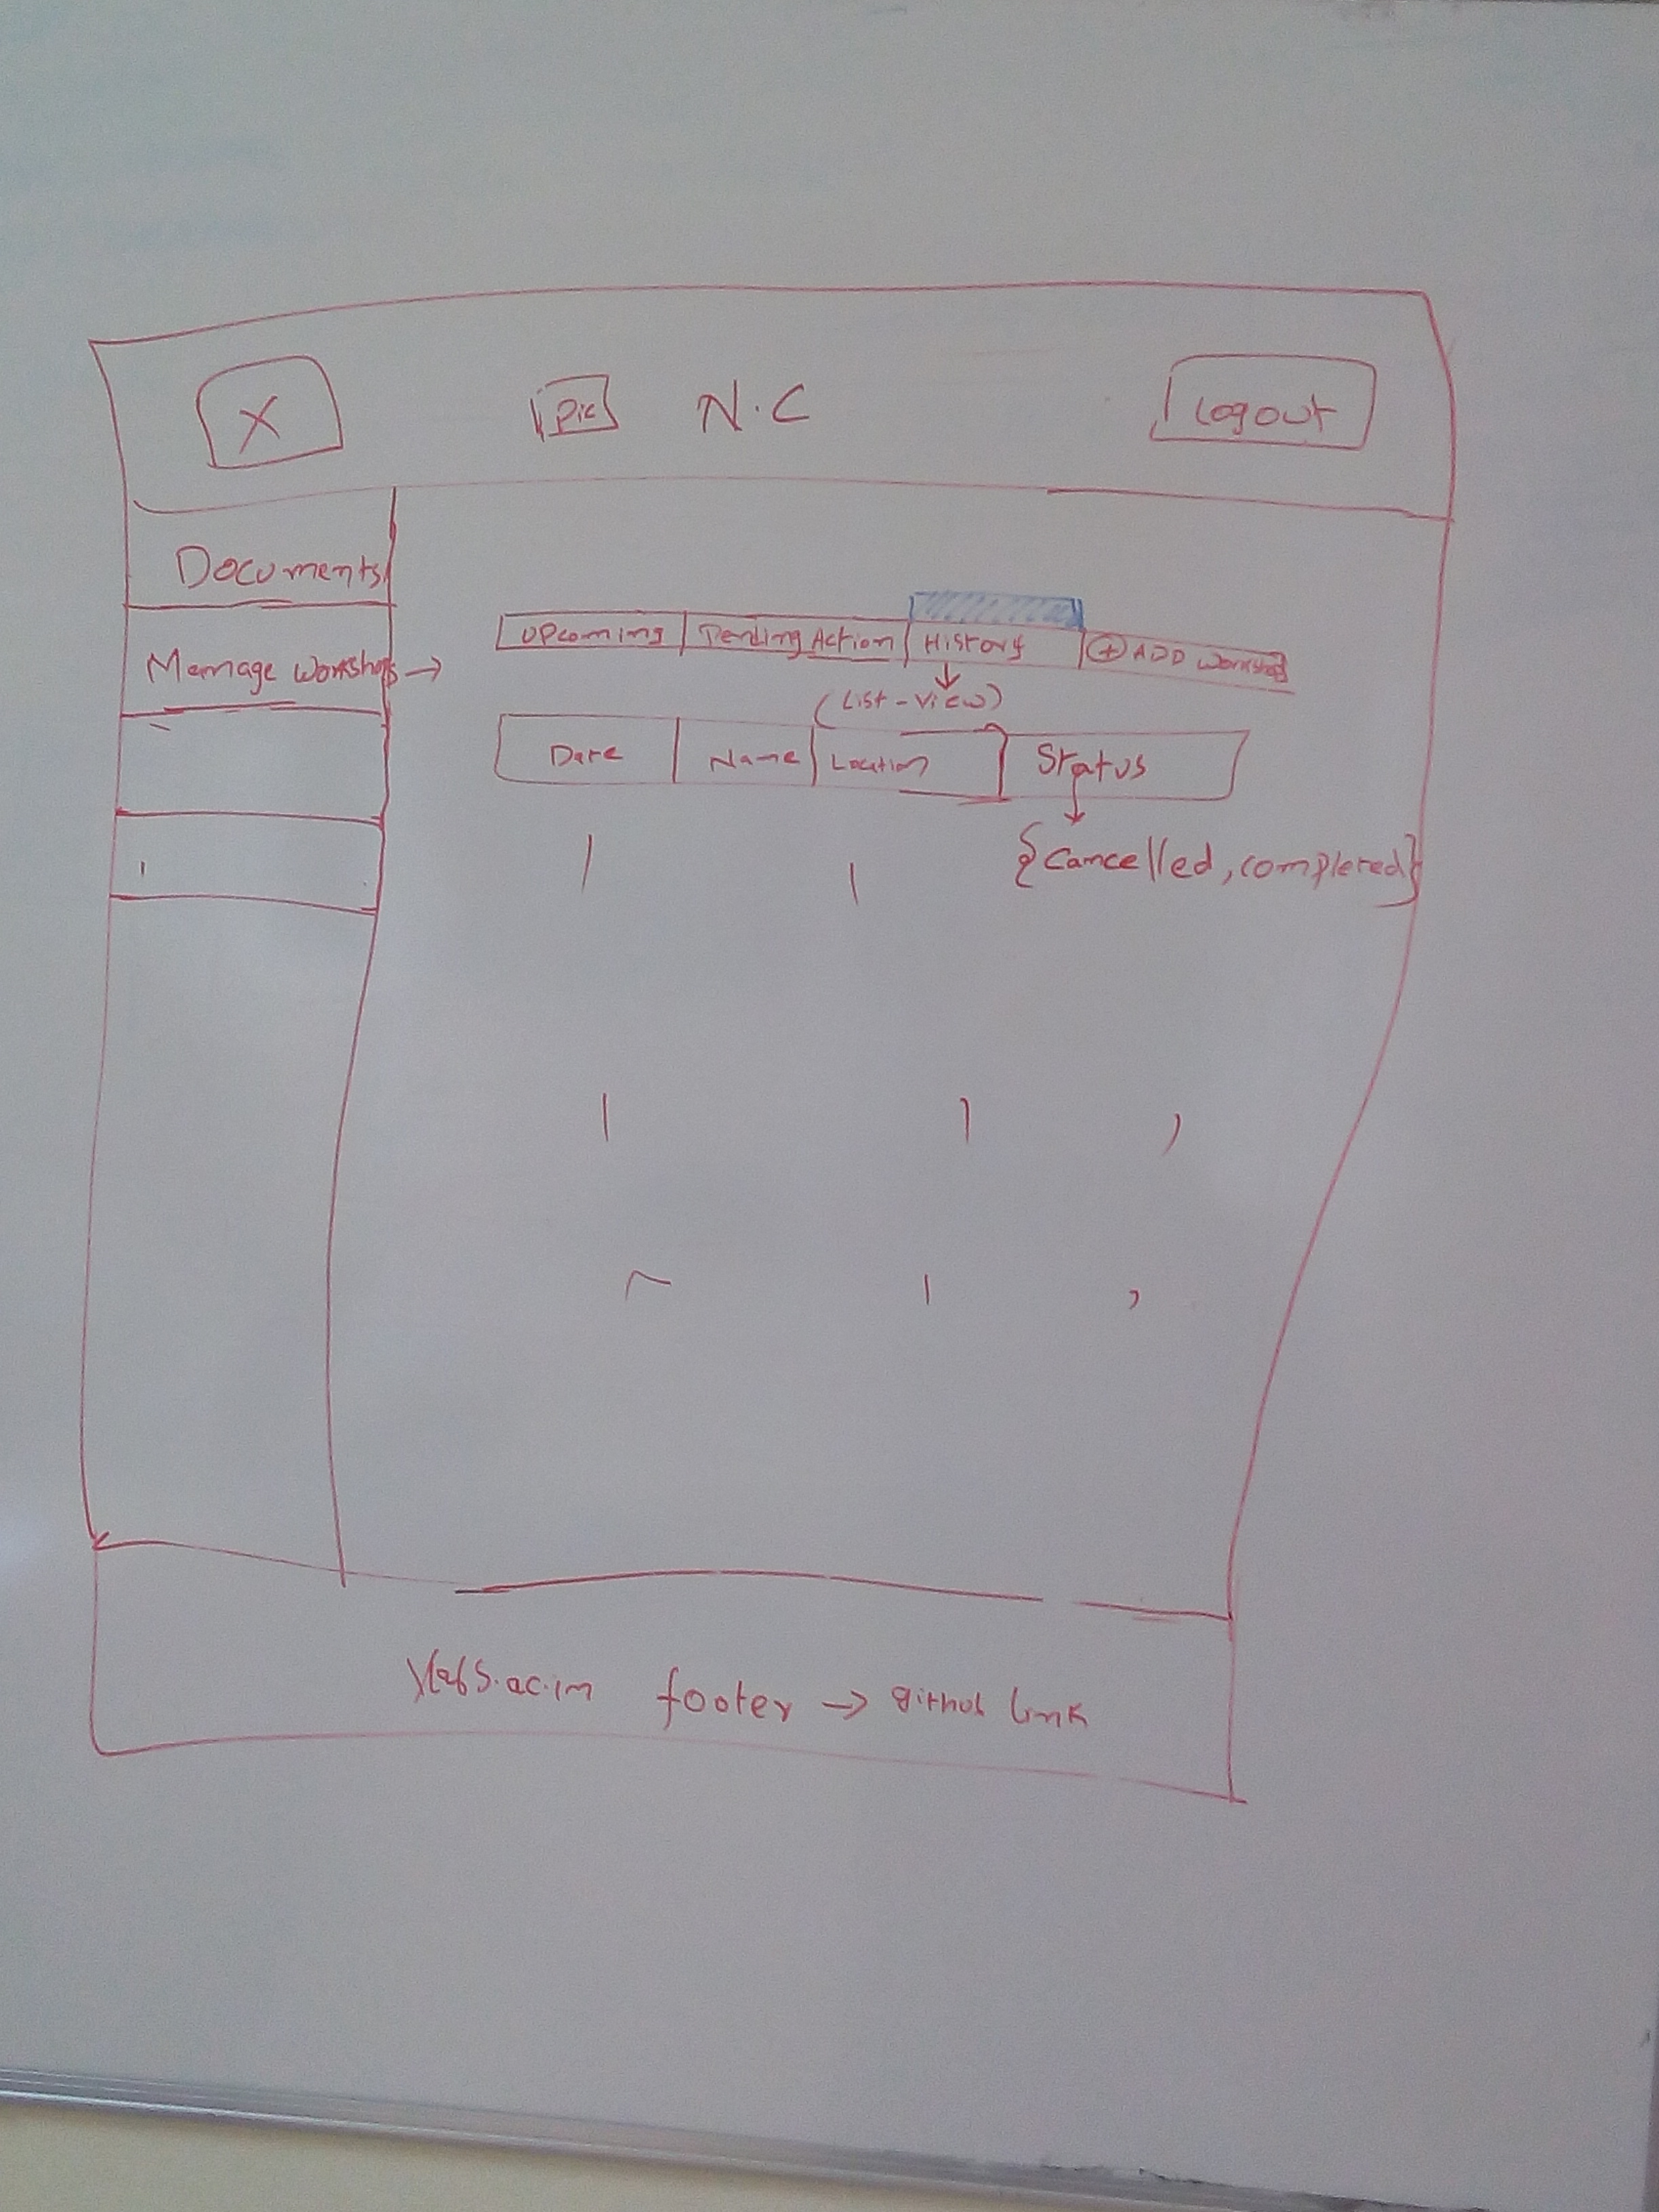 X
Pic N.C
Logout
Documents
Manage Workshops →
Upcoming Pending Action History + ADD Workshop
(List-View)
Date Name Location Status
{Cancelled, completed}
Vlabs.ac.in footer → github link